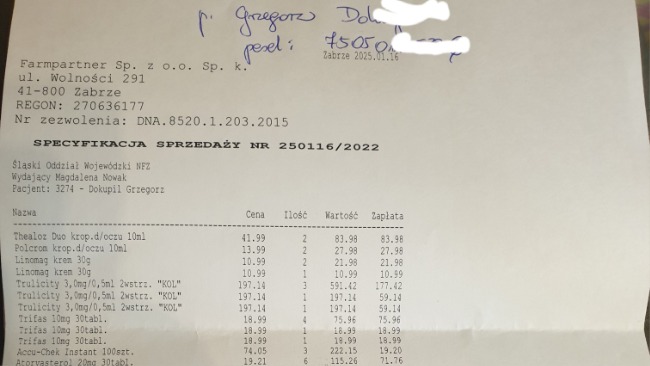 p. Grzegorz Dok
pesel: 75050
Zabrze 2025.01.16
Farmpartner Sp. z o.o. Sp. k.
ul. Wolności 291
41-800 Zabrze
REGON: 270636177
Nr zezwolenia: DNA.8520.1.203.2015
SPECYFIKACJA SPRZEDAŻY NR 250116/2022
Śląski Oddział Wojewódzki NFZ
Wydający Magdalena Nowak
Pacjent: 3274 - Dokupil Grzegorz
Nazwa Cena Ilość Wartość Zapłata
Thealoz Duo krop.d/oczu 10ml 41.99 2 83.98 83.98
Polcrom krop.d/oczu 10ml 13.99 2 27.98 27.98
Linomag krem 30g 10.99 2 21.98 21.98
Linomag krem 30g 10.99 1 10.99 10.99
Trulicity 3,0mg/0,5ml 2wstrz. "KOL" 197.14 3 591.42 177.42
Trulicity 3,0mg/0,5ml 2wstrz. "KOL" 197.14 1 197.14 59.14
Trulicity 3,0mg/0,5ml 2wstrz. "KOL" 197.14 1 197.14 59.14
Trifas 10mg 30tabl. 18.99 4 75.96 75.96
Trifas 10mg 30tabl. 18.99 1 18.99 18.99
Trifas 10mg 30tabl. 18.99 1 18.99 18.99
Accu-Chek Instant 100szt. 74.05 3 222.15 19.20
Atorvasterol 20mg 30tabl. 19.21 6 115.26 71.76